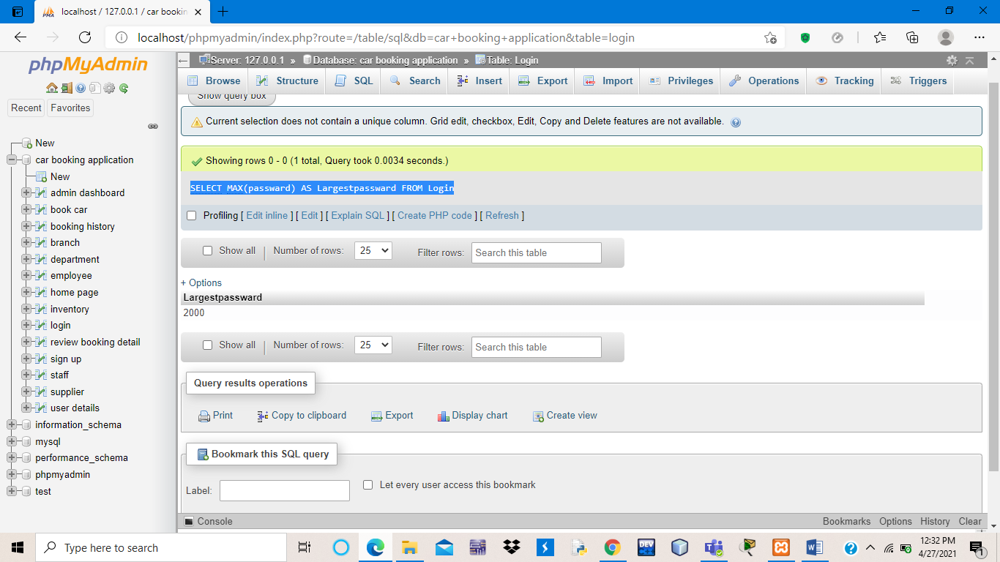 localhost / 127.0.0.1 / car bookin
localhost/phpmyadmin/index.php?route=/table/sql&db=car+booking+application&table=login
phpMyAdmin
Recent Favorites
New
car booking application
New
admin dashboard
book car
booking history
branch
department
employee
home page
inventory
login
review booking detail
sign up
staff
supplier
user details
information_schema
mysql
performance_schema
phpmyadmin
test
Server: 127.0.0.1 » Database: car booking application » Table: Login
Browse Structure SQL Search Insert Export Import Privileges Operations Tracking Triggers
Show query box
Current selection does not contain a unique column. Grid edit, checkbox, Edit, Copy and Delete features are not available.
Showing rows 0 - 0 (1 total, Query took 0.0034 seconds.)
SELECT MAX(passward) AS Largestpassward FROM Login
Profiling [ Edit inline ] [ Edit ] [ Explain SQL ] [ Create PHP code ] [ Refresh ]
Show all | Number of rows: 25 Filter rows: Search this table
+ Options
Largestpassward
2000
Show all | Number of rows: 25 Filter rows: Search this table
Query results operations
Print Copy to clipboard Export Display chart Create view
Bookmark this SQL query
Label: Let every user access this bookmark
Console Bookmarks Options History Clear
Type here to search
DEV
12:32 PM
4/27/2021
1